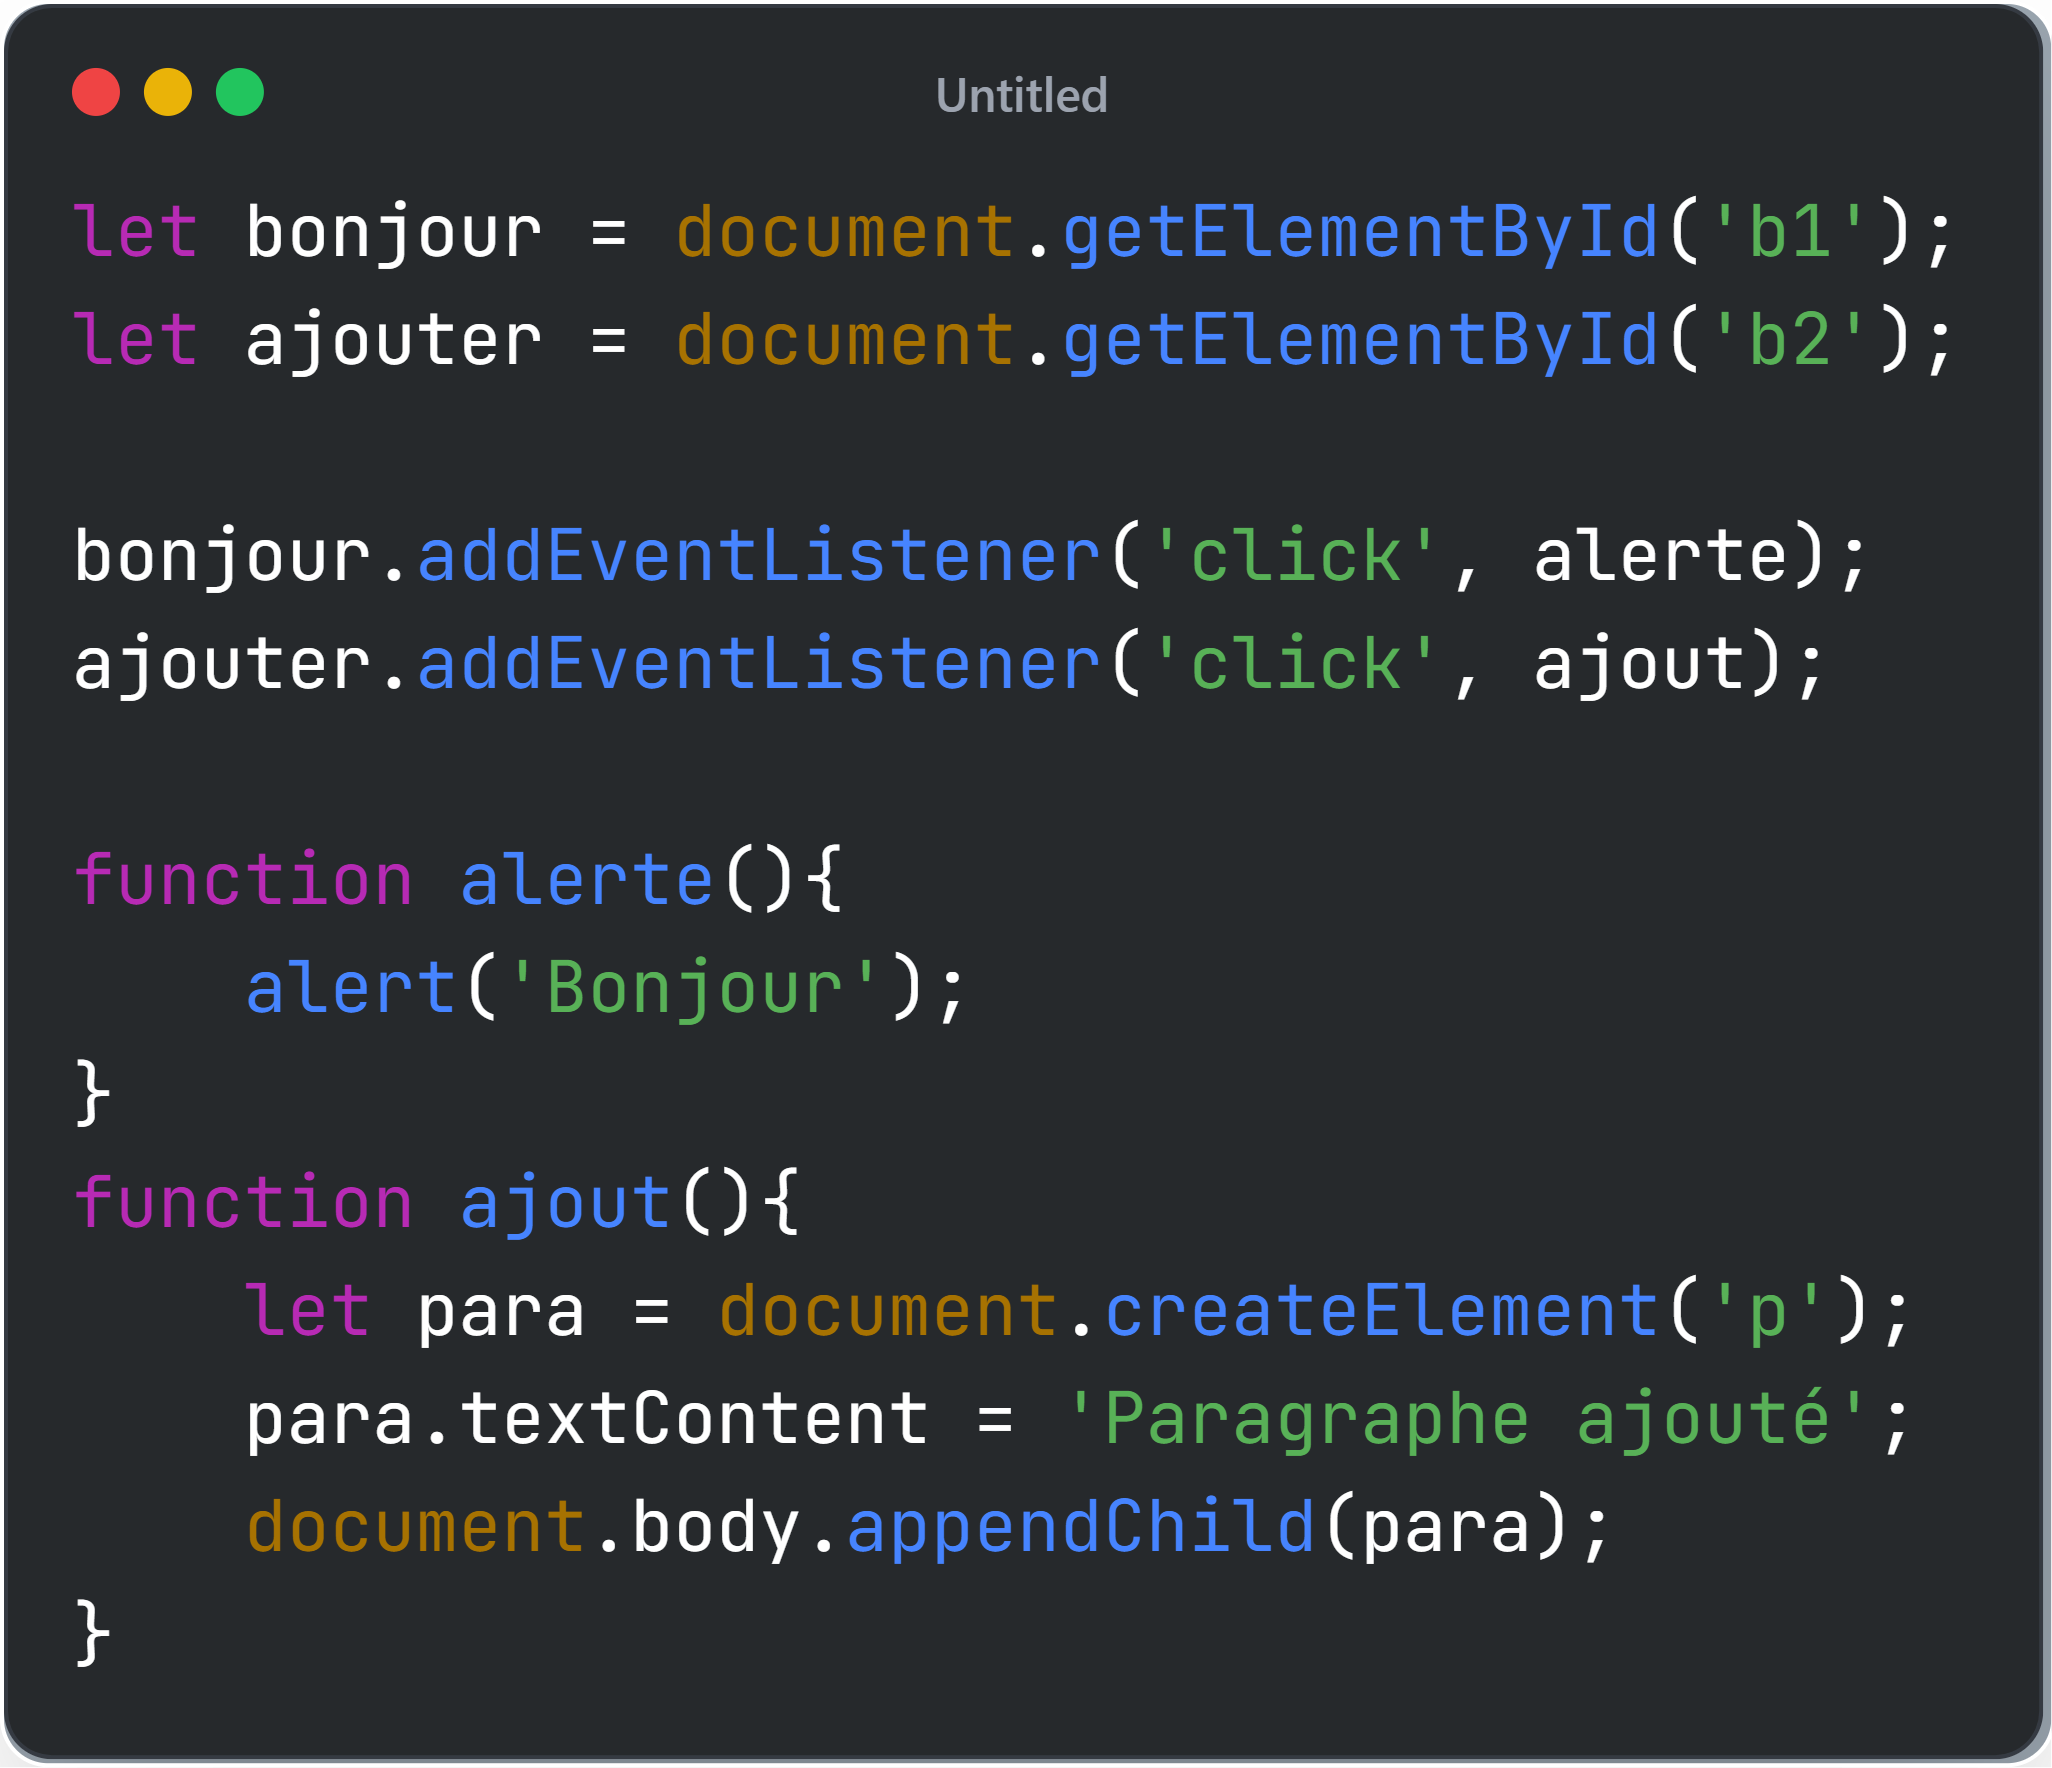 Untitled
let bonjour = document.getElementById('b1');
let ajouter = document.getElementById('b2');
bonjour.addEventListener('click', alerte);
ajouter.addEventListener('click', ajout);
function alerte(){
    alert('Bonjour');
}
function ajout(){
    let para = document.createElement('p');
    para.textContent = 'Paragraphe ajouté';
    document.body.appendChild(para);
}